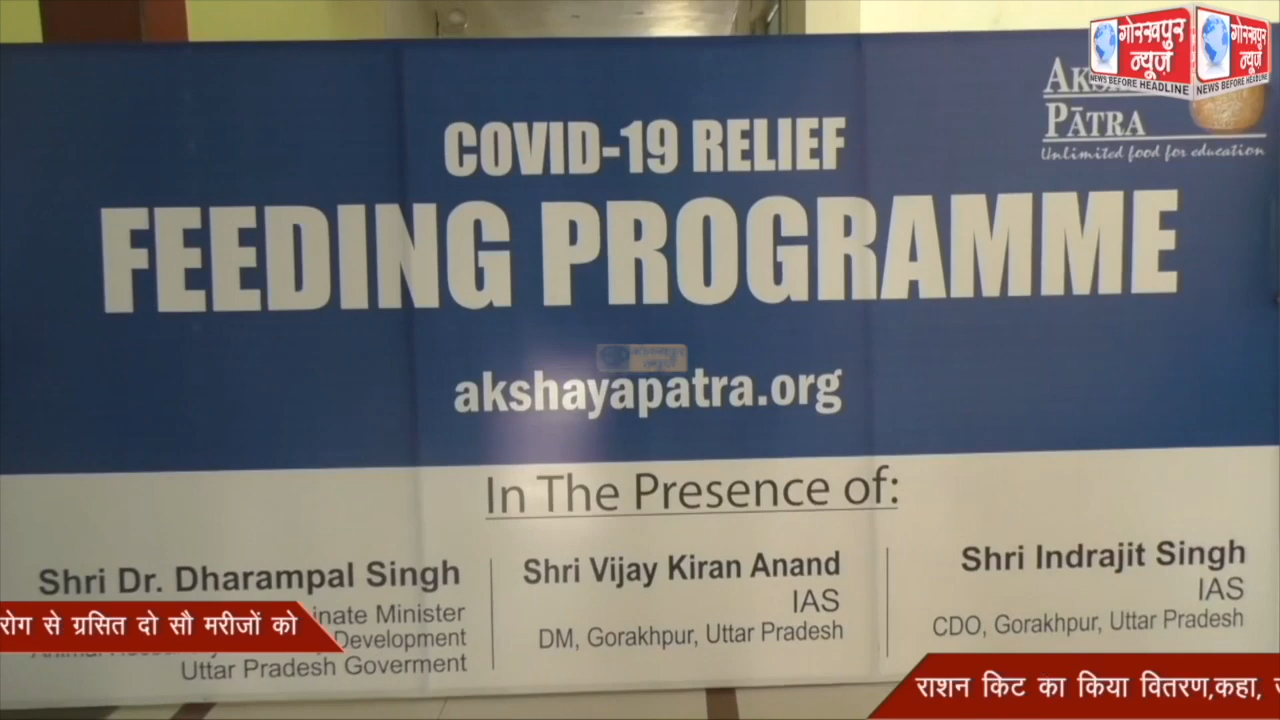 गोरखपुर
न्यूज़
NEWS BEFORE HEADLINE
गोरखपुर
न्यूज़
NEWS BEFORE HEADLINE
PĀTRA
Unlimited food for education
COVID-19 RELIEF
FEEDING PROGRAMME
akshayapatra.org
In The Presence of:
Shri Dr. Dharampal Singh
Minister
Development
Uttar Pradesh Goverment
Shri Vijay Kiran Anand
IAS
DM, Gorakhpur, Uttar Pradesh
Shri Indrajit Singh
IAS
CDO, Gorakhpur, Uttar Pradesh
रोग से ग्रसित दो सौ मरीजों को
राशन किट का किया वितरण,कहा,